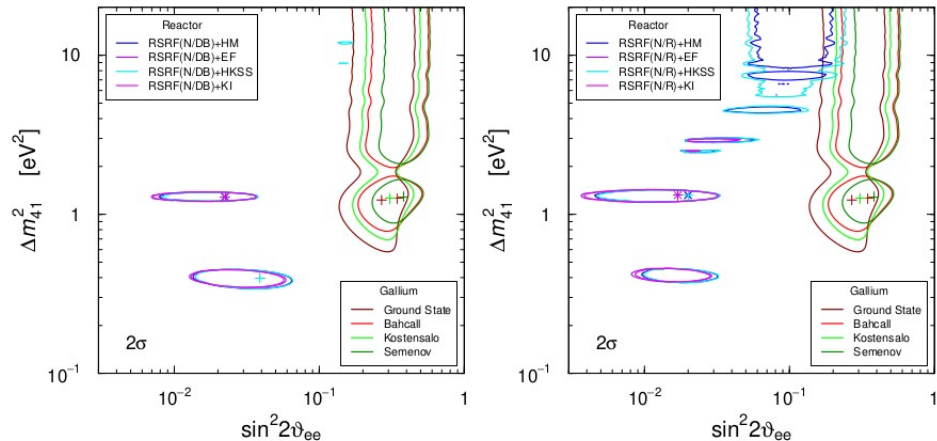 Reactor
RSRF(N/DB)+HM
RSRF(N/DB)+EF
RSRF(N/DB)+HKSS
RSRF(N/DB)+KI
10
1
10⁻¹
Δm²₄₁ [eV²]
2σ
Gallium
Ground State
Bahcall
Kostensalo
Semenov
10⁻² 10⁻¹ 1
sin²2ϑee
Reactor
RSRF(N/R)+HM
RSRF(N/R)+EF
RSRF(N/R)+HKSS
RSRF(N/R)+KI
10
1
10⁻¹
Δm²₄₁ [eV²]
2σ
Gallium
Ground State
Bahcall
Kostensalo
Semenov
10⁻² 10⁻¹ 1
sin²2ϑee